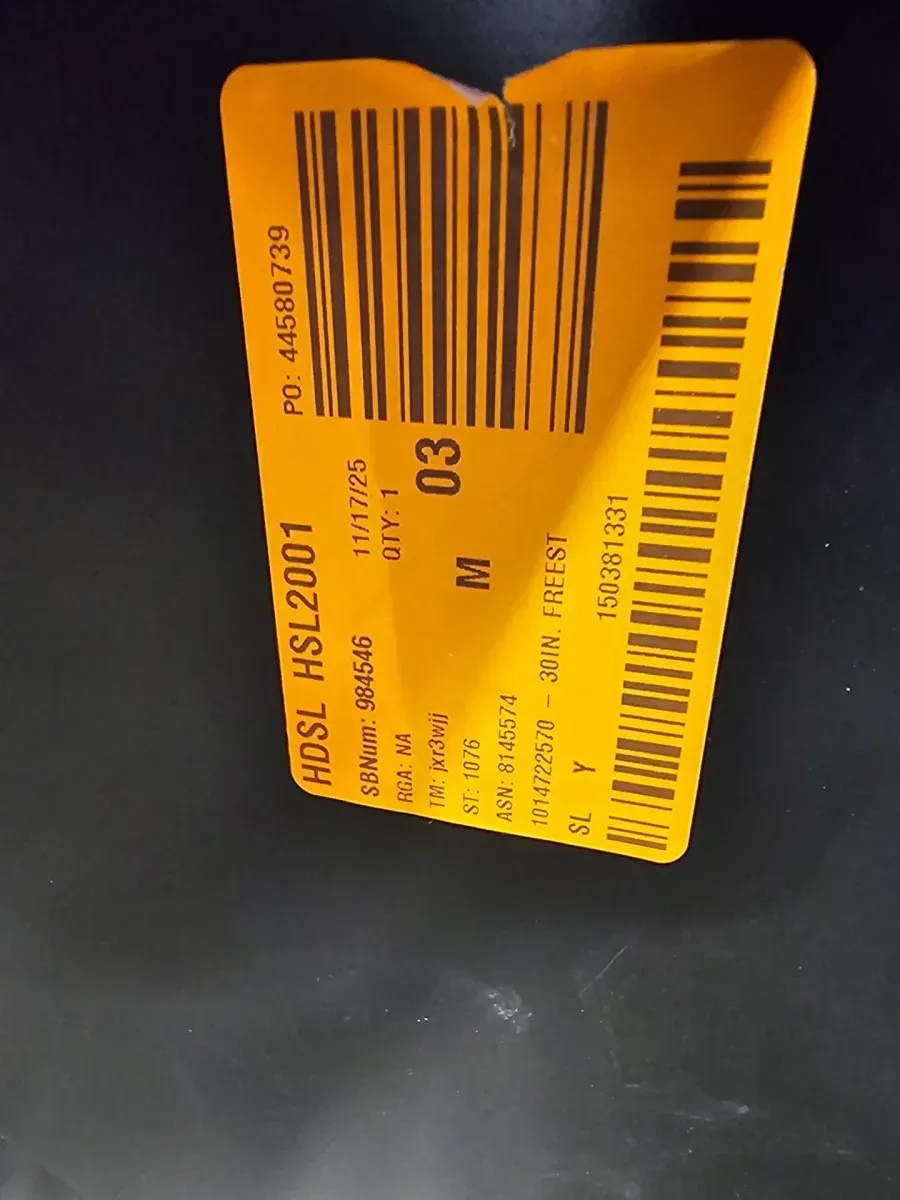 HDSL HSL2001 PO: 44580739
SBNum: 984546 11/17/25
RGA: NA QTY: 1
TM: jxr3wjj
ST: 1076 M 03
ASN: 8145574
1014722570 - 30IN. FREEST
SL Y 150381331